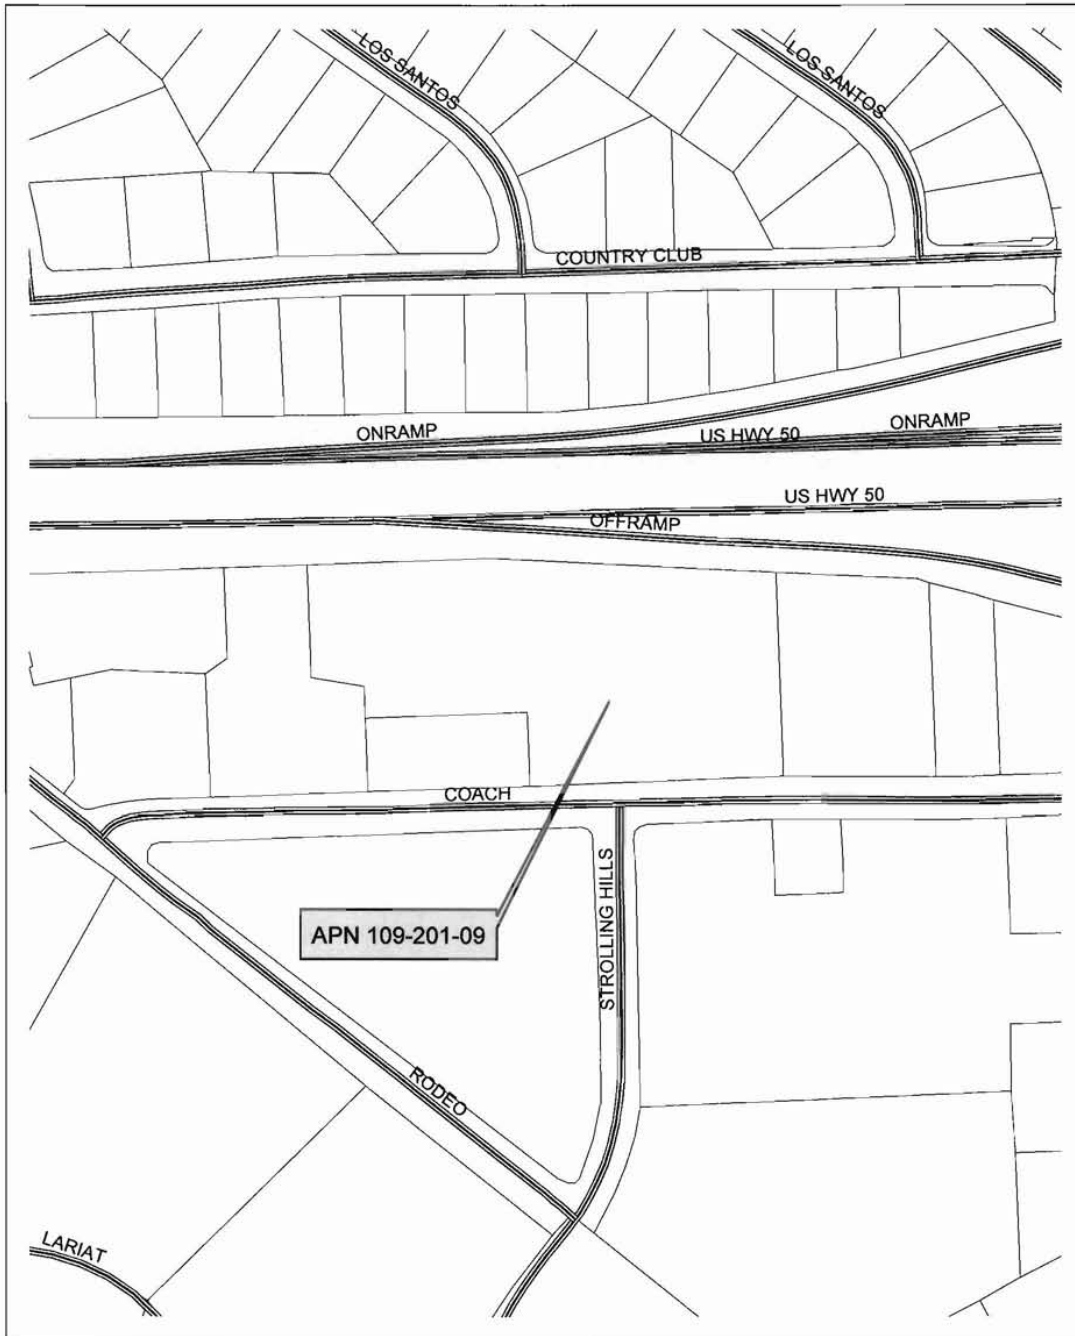 LOS SANTOS
LOS SANTOS
COUNTRY CLUB
ONRAMP
US HWY 50
ONRAMP
US HWY 50
OFFRAMP
COACH
STROLLING HILLS
APN 109-201-09
RODEO
LARIAT